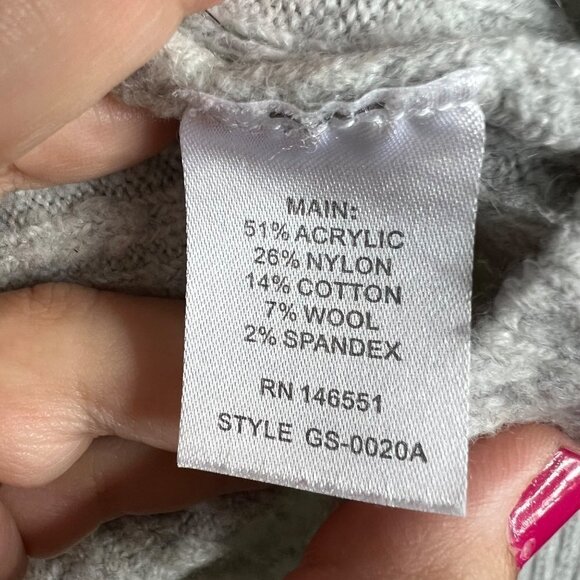 MAIN:
51% ACRYLIC
26% NYLON
14% COTTON
7% WOOL
2% SPANDEX
RN 146551
STYLE GS-0020A